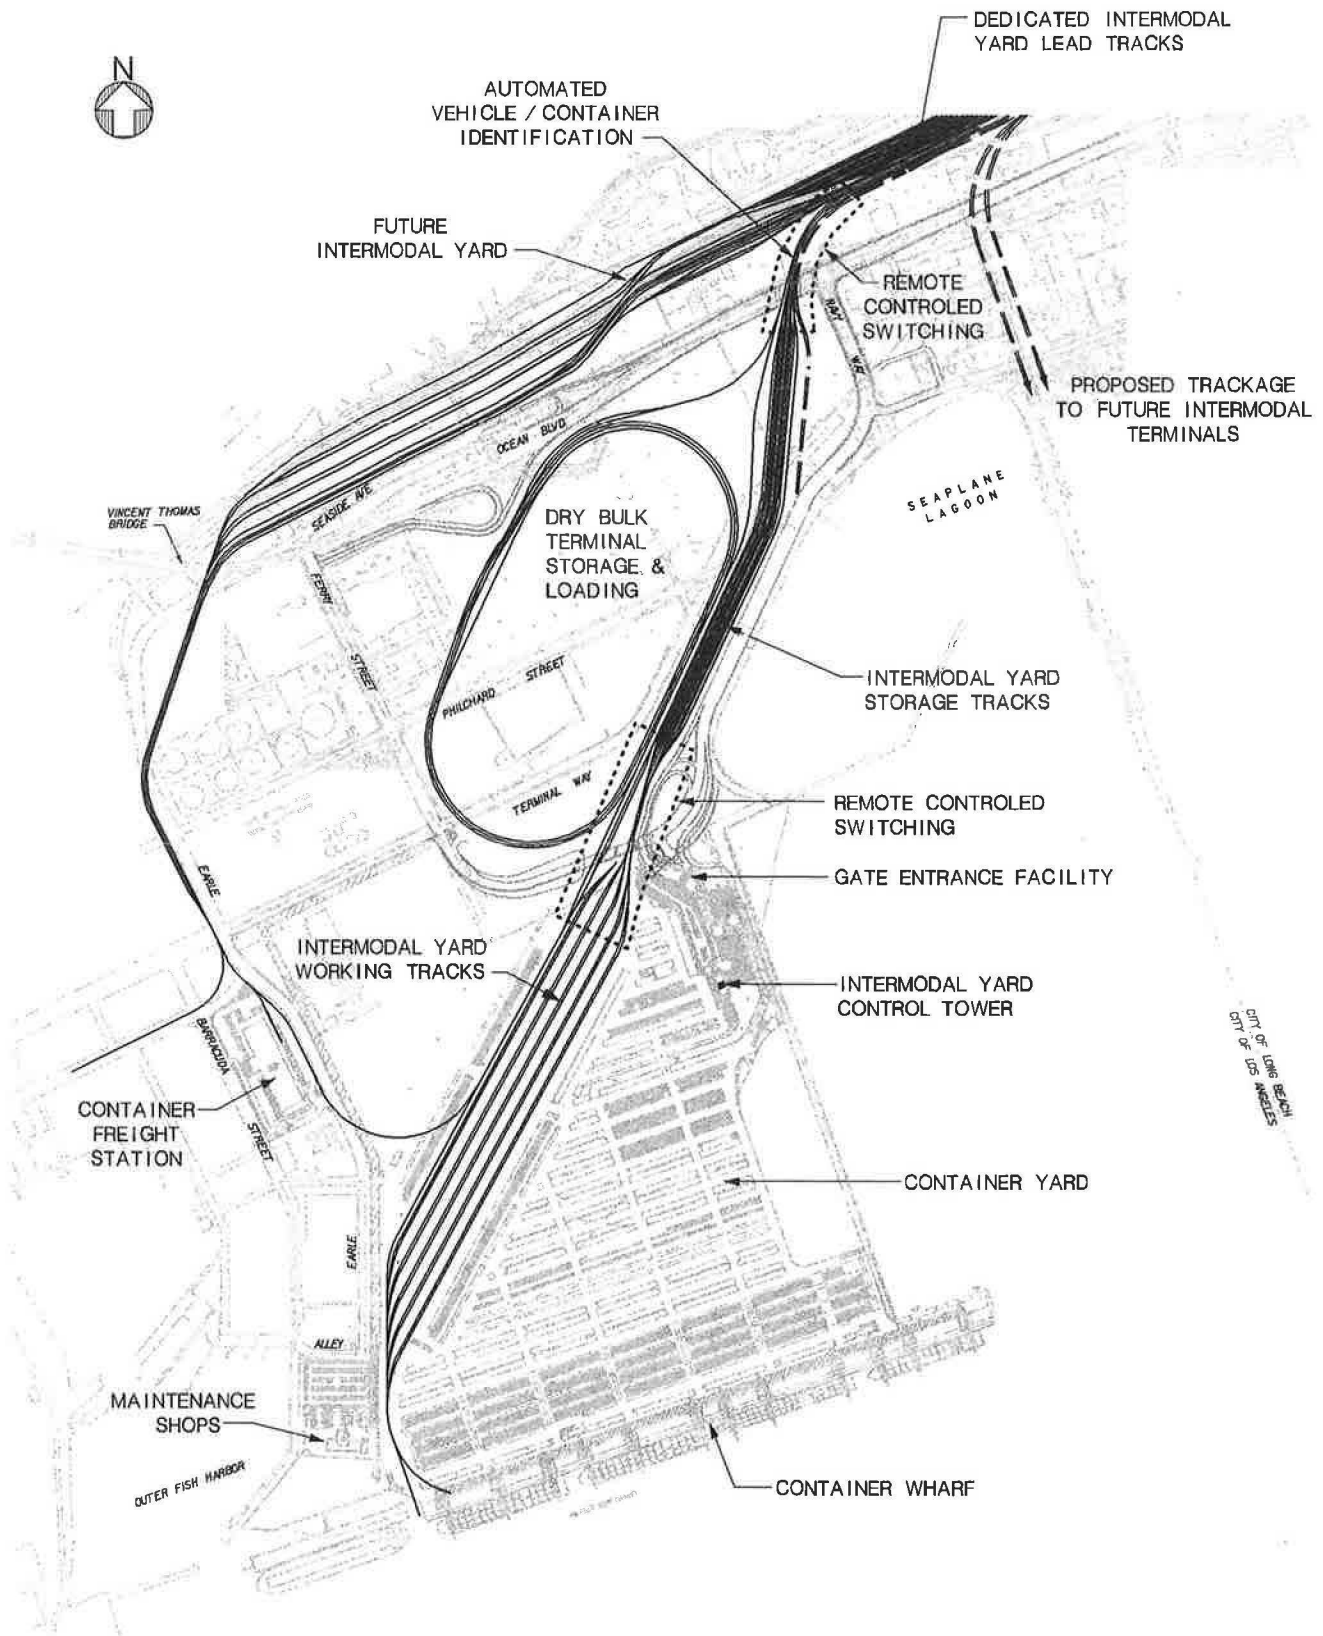 DEDICATED INTERMODAL
YARD LEAD TRACKS
N
AUTOMATED
VEHICLE / CONTAINER
IDENTIFICATION
FUTURE
INTERMODAL YARD
REMOTE
CONTROLED
SWITCHING
NAVY WAY
PROPOSED TRACKAGE
TO FUTURE INTERMODAL
TERMINALS
OCEAN BLVD
SEAPLANE
LAGOON
SEASIDE AVE
VINCENT THOMAS
BRIDGE
DRY BULK
TERMINAL
STORAGE &
LOADING
FERRY
STREET
PHILCHARD STREET
INTERMODAL YARD
STORAGE TRACKS
TERMINAL WAY
REMOTE CONTROLED
SWITCHING
EARLE
GATE ENTRANCE FACILITY
INTERMODAL YARD
WORKING TRACKS
INTERMODAL YARD
CONTROL TOWER
CITY OF LONG BEACH
CITY OF LOS ANGELES
BARRACUDA
STREET
CONTAINER
FREIGHT
STATION
CONTAINER YARD
EARLE
ALLEY
MAINTENANCE
SHOPS
OUTER FISH HARBOR
CONTAINER WHARF